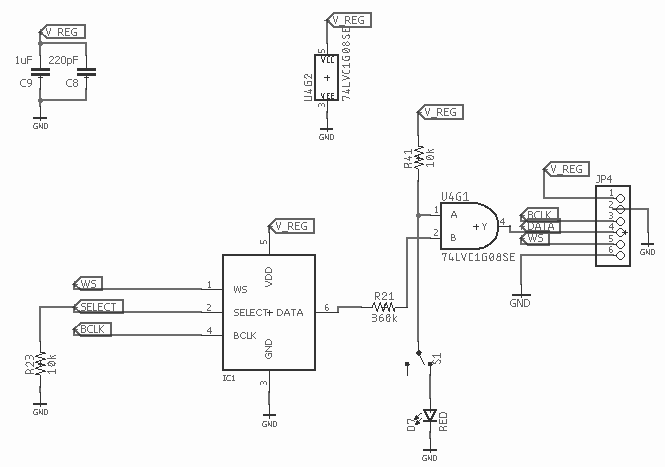 V_REG
1uF 220pF
C9 C8
GND
V_REG
5
VCC
U4G2
74LVC1G08SE
VEE
3
GND
V_REG
R41
10k
V_REG
JP4
1
2
3
4
5
6
BCLK
DATA
WS
GND
GND
U4G1
1 A
2 B
Y 4
74LVC1G08SE
V_REG
5
VDD
WS 1 WS
SELECT 2 SELECT DATA 6
BCLK 4 BCLK
GND
IC1
3
GND
R23
10k
GND
R21
360k
S1
D7
RED
GND